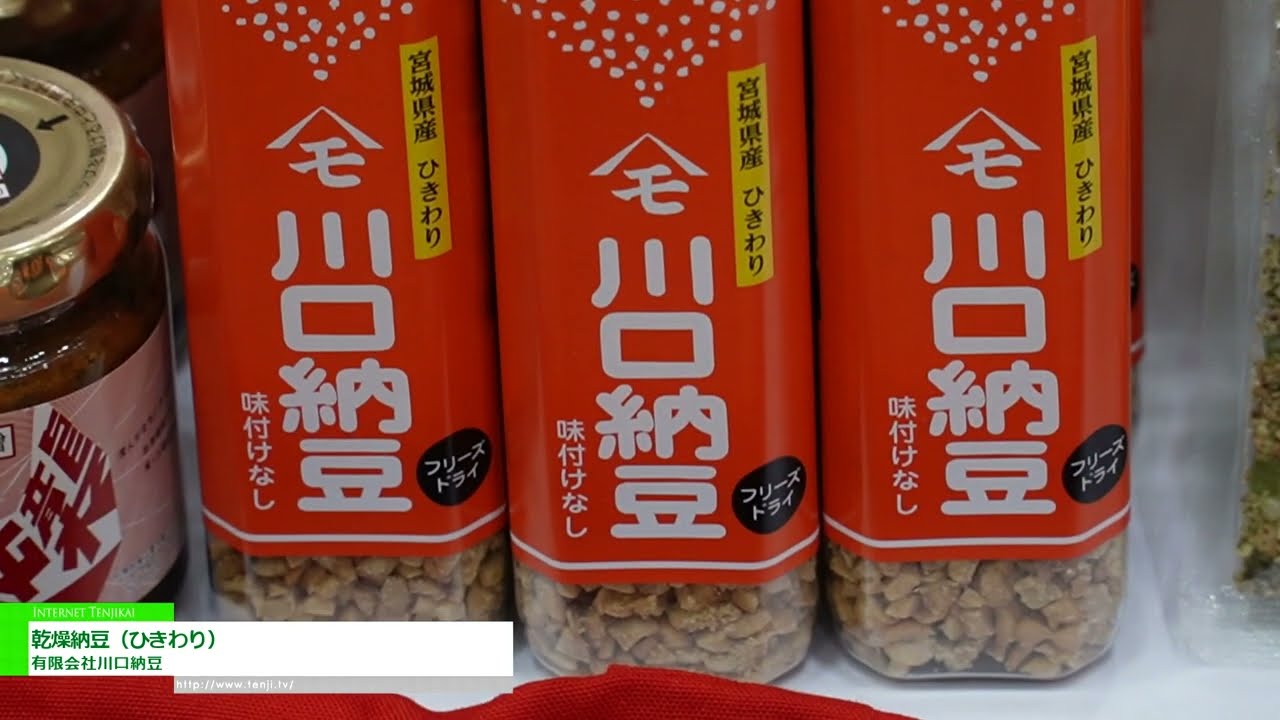 宮城県産 ひきわり
モ
川口納豆
味付けなし
フリーズ
ドライ
宮城県産 ひきわり
モ
川口納豆
味付けなし
フリーズ
ドライ
宮城県産 ひきわり
モ
川口納豆
味付けなし
フリーズ
ドライ
INTERNET TENJIKAI
乾燥納豆（ひきわり）
有限会社川口納豆
http://www.tenji.tv/